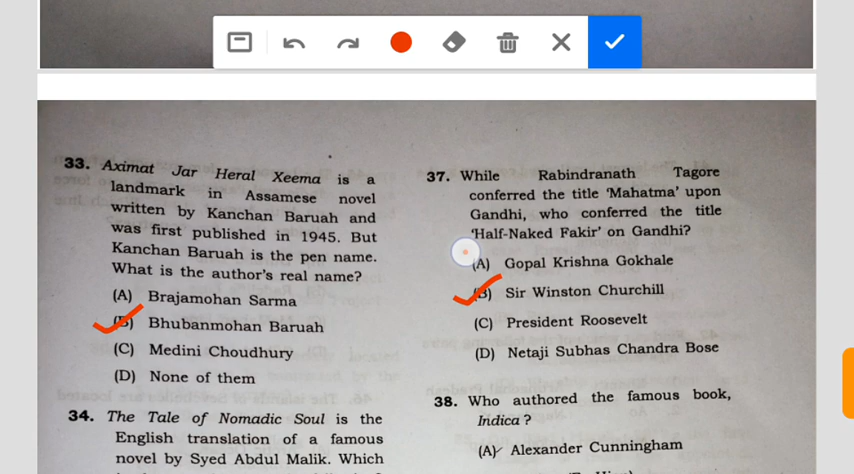 33. Aximat Jar Heral Xeema is a
landmark in Assamese novel
written by Kanchan Baruah and
was first published in 1945. But
Kanchan Baruah is the pen name.
What is the author's real name?
(A) Brajamohan Sarma
(B) Bhubanmohan Baruah
(C) Medini Choudhury
(D) None of them
34. The Tale of Nomadic Soul is the
English translation of a famous
novel by Syed Abdul Malik. Which
37. While Rabindranath Tagore
conferred the title 'Mahatma' upon
Gandhi, who conferred the title
'Half-Naked Fakir' on Gandhi?
(A) Gopal Krishna Gokhale
(B) Sir Winston Churchill
(C) President Roosevelt
(D) Netaji Subhas Chandra Bose
38. Who authored the famous book,
Indica ?
(A) Alexander Cunningham